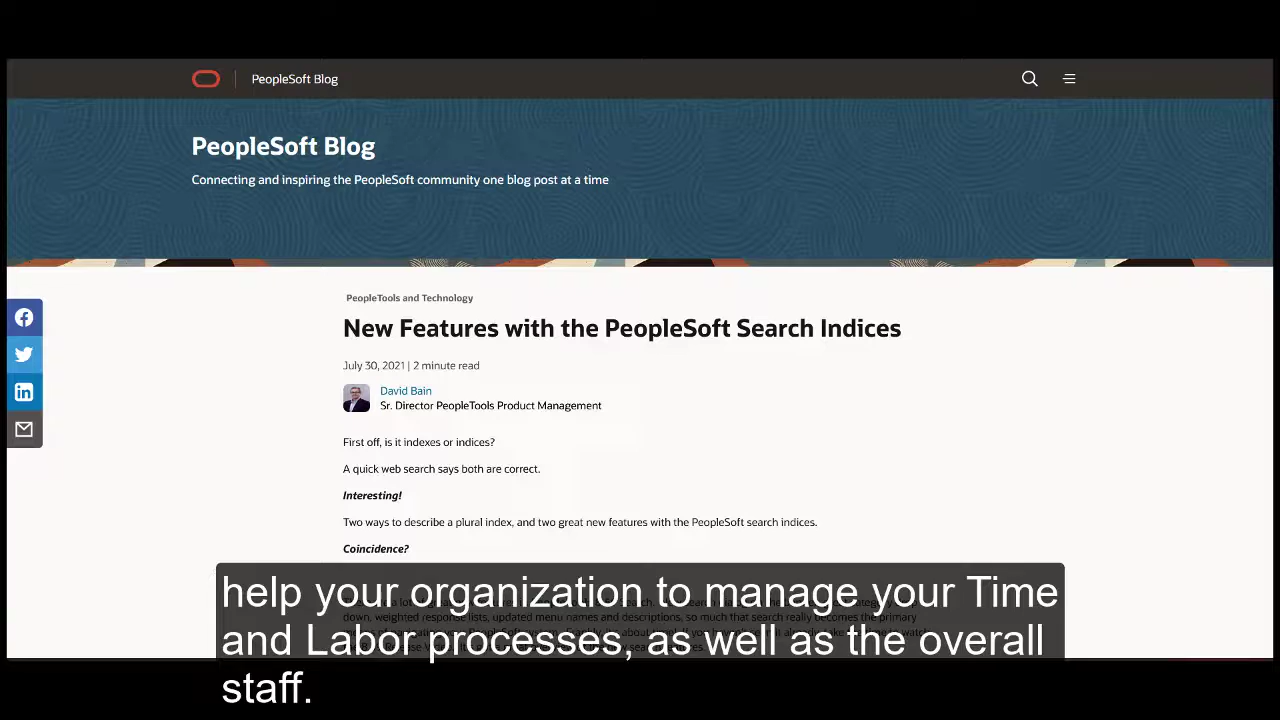 PeopleSoft Blog
PeopleSoft Blog
Connecting and inspiring the PeopleSoft community one blog post at a time
PeopleTools and Technology
New Features with the PeopleSoft Search Indices
July 30, 2021 | 2 minute read
David Bain
Sr. Director PeopleTools Product Management
First off, is it indexes or indices?
A quick web search says both are correct.
Interesting!
Two ways to describe a plural index, and two great new features with the PeopleSoft search indices.
Coincidence?
help your organization to manage your Time
and Labor processes, as well as the overall
staff.